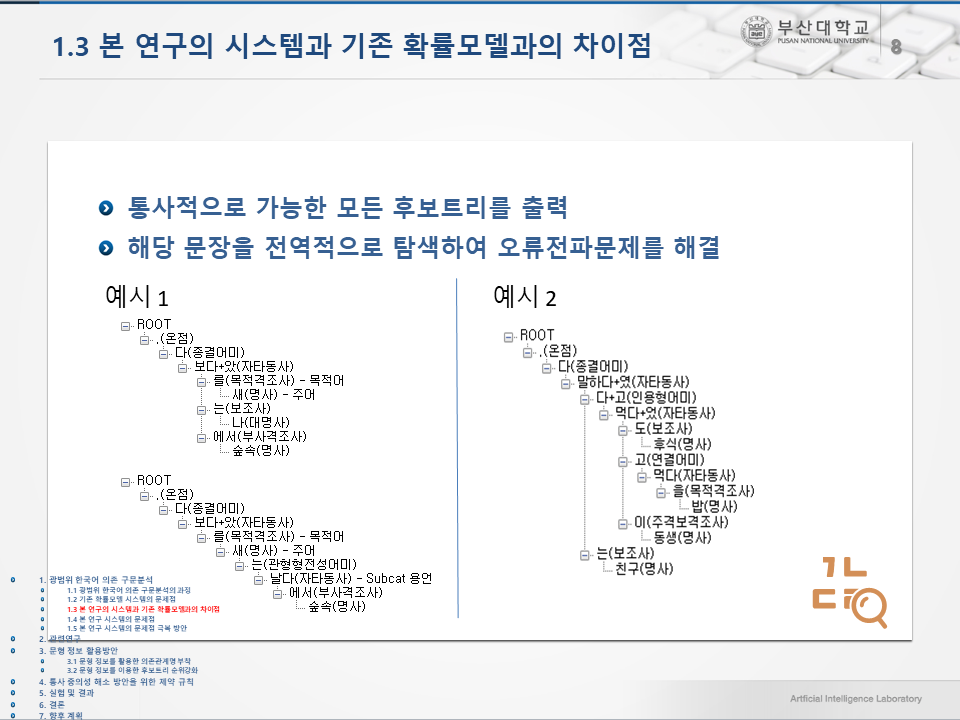 1.3 본 연구의 시스템과 기존 확률모델과의 차이점
부산대학교
PUSAN NATIONAL UNIVERSITY
8
통사적으로 가능한 모든 후보트리를 출력
해당 문장을 전역적으로 탐색하여 오류전파문제를 해결
예시 1
ROOT
.(온점)
다(종결어미)
보다+았(자타동사)
를(목적격조사) - 목적어
새(명사) - 주어
는(보조사)
나(대명사)
에서(부사격조사)
숲속(명사)
ROOT
.(온점)
다(종결어미)
보다+았(자타동사)
를(목적격조사) - 목적어
새(명사) - 주어
는(관형형전성어미)
날다(자타동사) - Subcat 용언
에서(부사격조사)
숲속(명사)
예시 2
ROOT
.(온점)
다(종결어미)
말하다+였(자타동사)
다+고(인용형어미)
먹다+었(자타동사)
도(보조사)
후식(명사)
고(연결어미)
먹다(자타동사)
을(목적격조사)
밥(명사)
이(주격보격조사)
동생(명사)
는(보조사)
친구(명사)
1. 광범위 한국어 의존 구문분석
1.1 광범위 한국어 의존 구문분석의 과정
1.2 기존 확률모델 시스템의 문제점
1.3 본 연구의 시스템과 기존 확률모델과의 차이점
1.4 본 연구 시스템의 문제점
1.5 본 연구 시스템의 문제점 극복 방안
2. 관련연구
3. 문형 정보 활용방안
3.1 문형 정보를 활용한 의존관계명 부착
3.2 문형 정보를 이용한 후보트리 순위강화
4. 통사 중의성 해소 방안을 위한 제약 규칙
5. 실험 및 결과
6. 결론
7. 향후 계획
Artficial Intelligence Laboratory